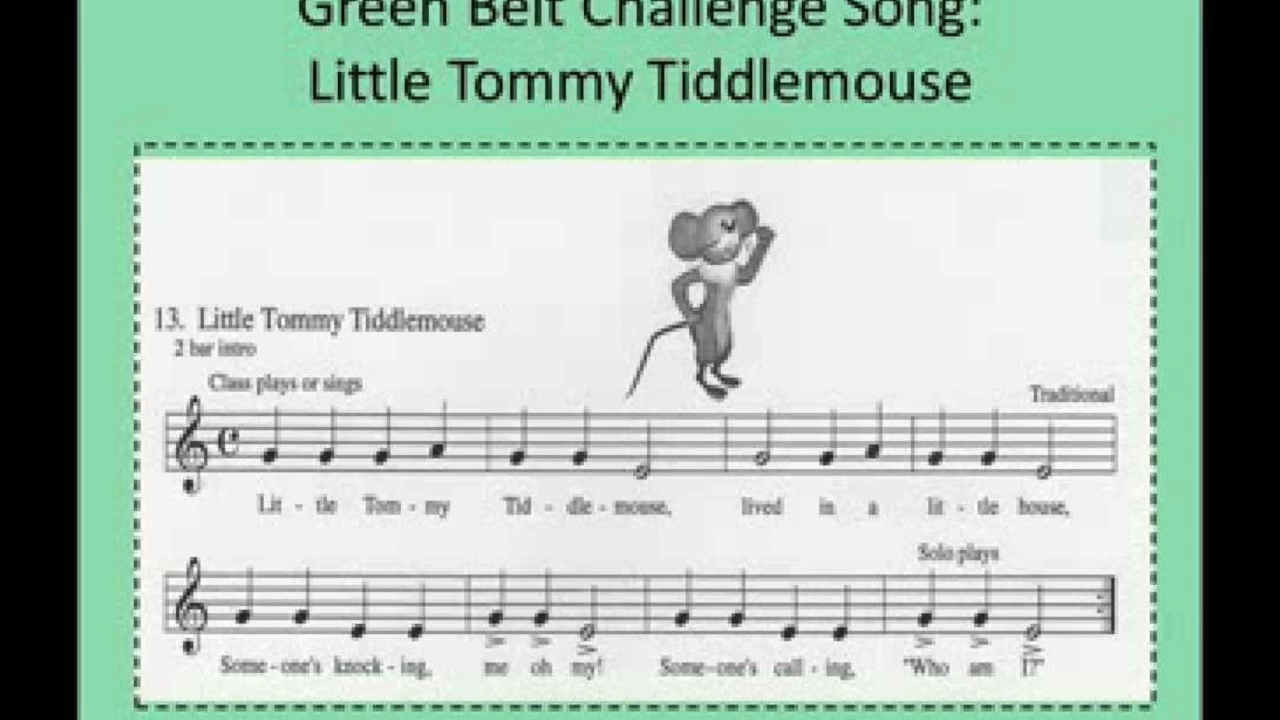 Green Belt Challenge Song:
Little Tommy Tiddlemouse
13. Little Tommy Tiddlemouse
2 bar intro
Class plays or sings
Traditional
Lit - tle Tom - my Tid - dle - mouse, lived in a lit - tle house,
Solo plays
Some - one's knock - ing, me oh my! Some-one's call - ing, "Who am I?"